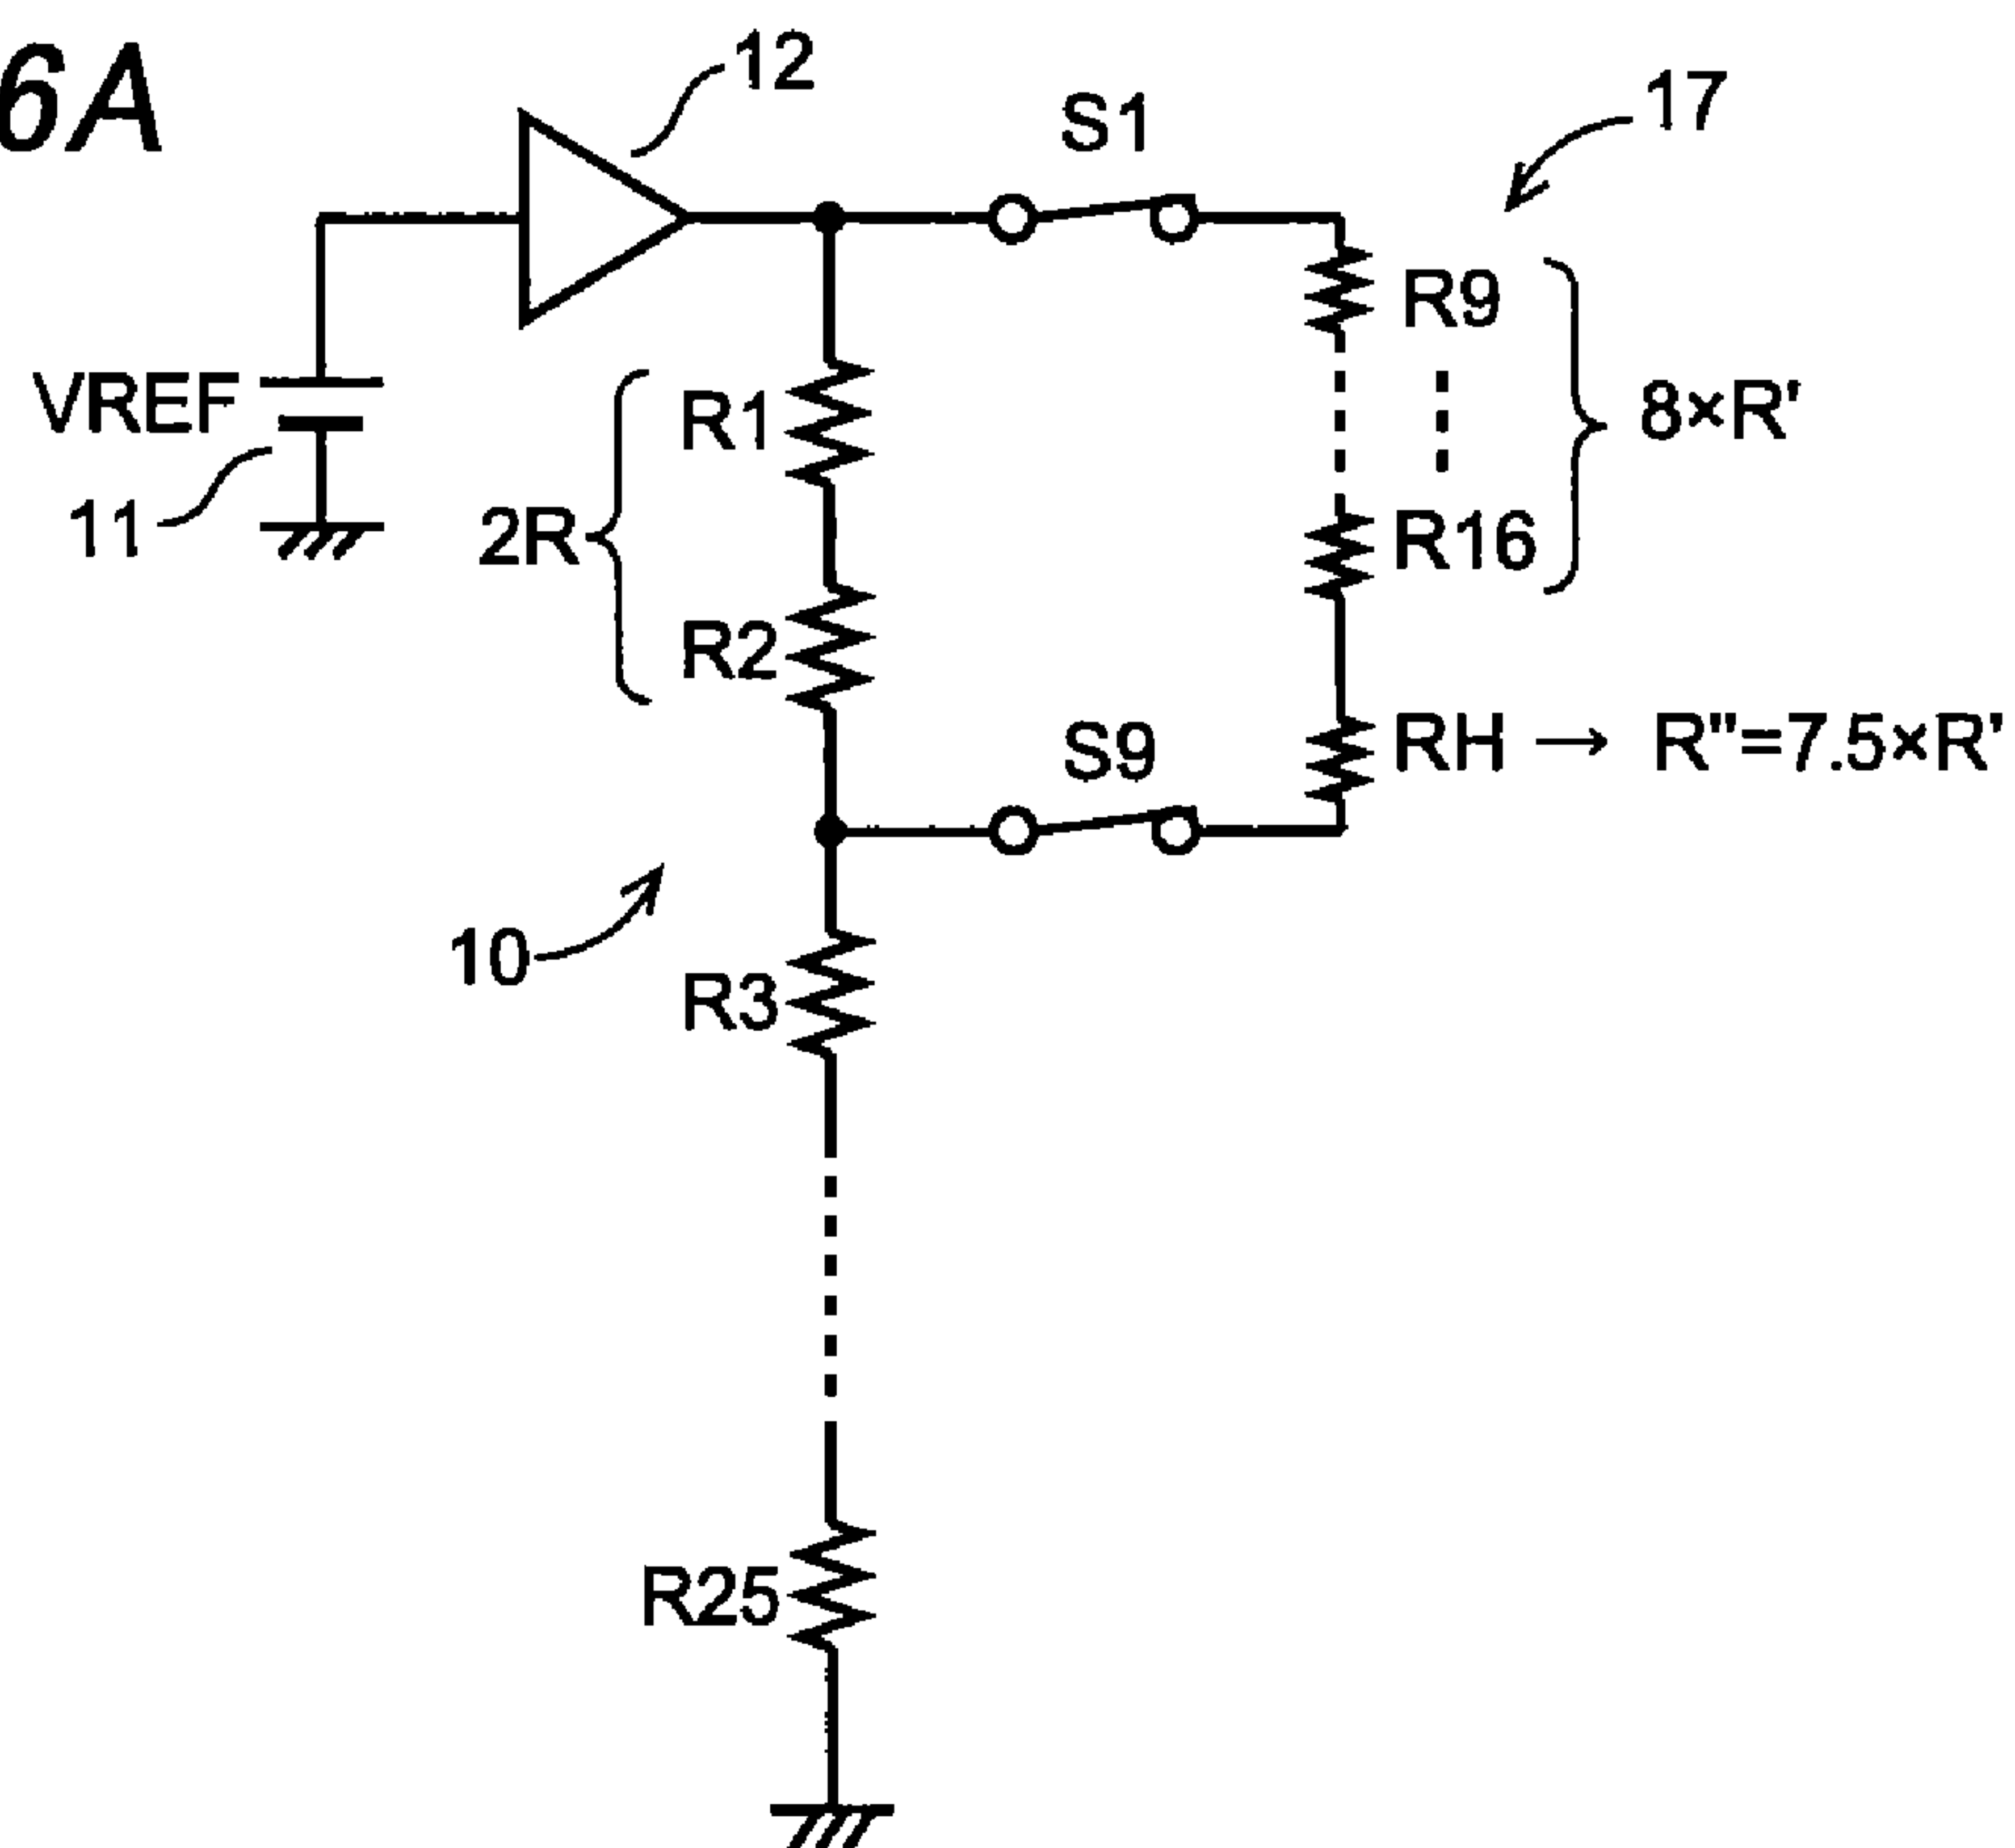 6A
12
S1
17
R9
VREF
R1
8×R'
11
2R
R16
R2
S9
RH → R"=7.5×R'
10
R3
R25